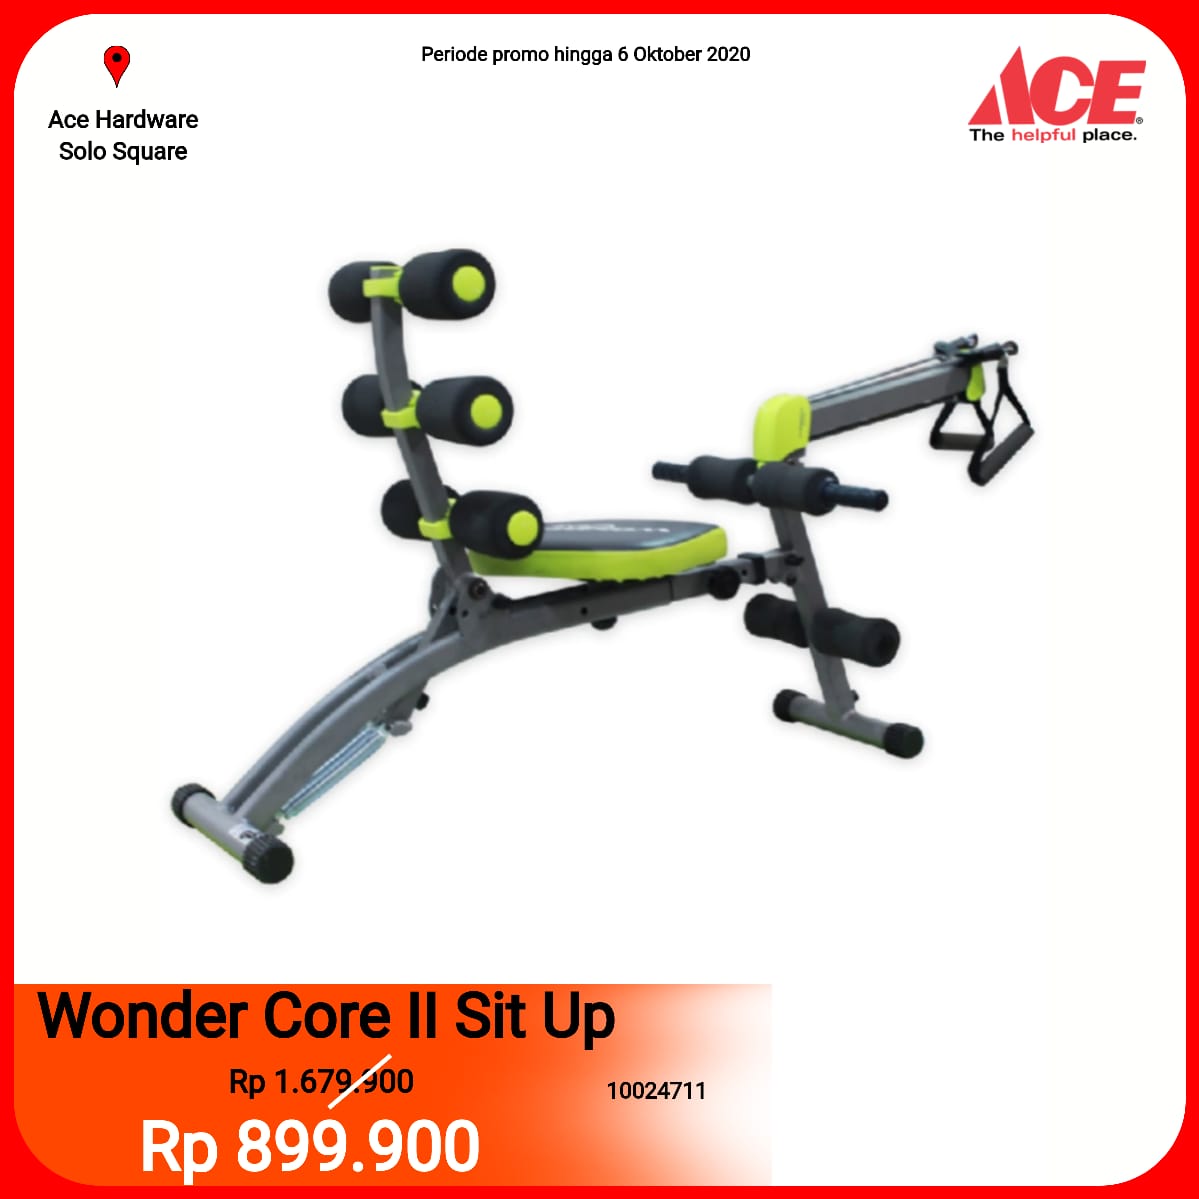 Periode promo hingga 6 Oktober 2020
Ace Hardware
Solo Square
ACE®
The helpful place.
Wonder Core II Sit Up
Rp 1.679.900
10024711
Rp 899.900